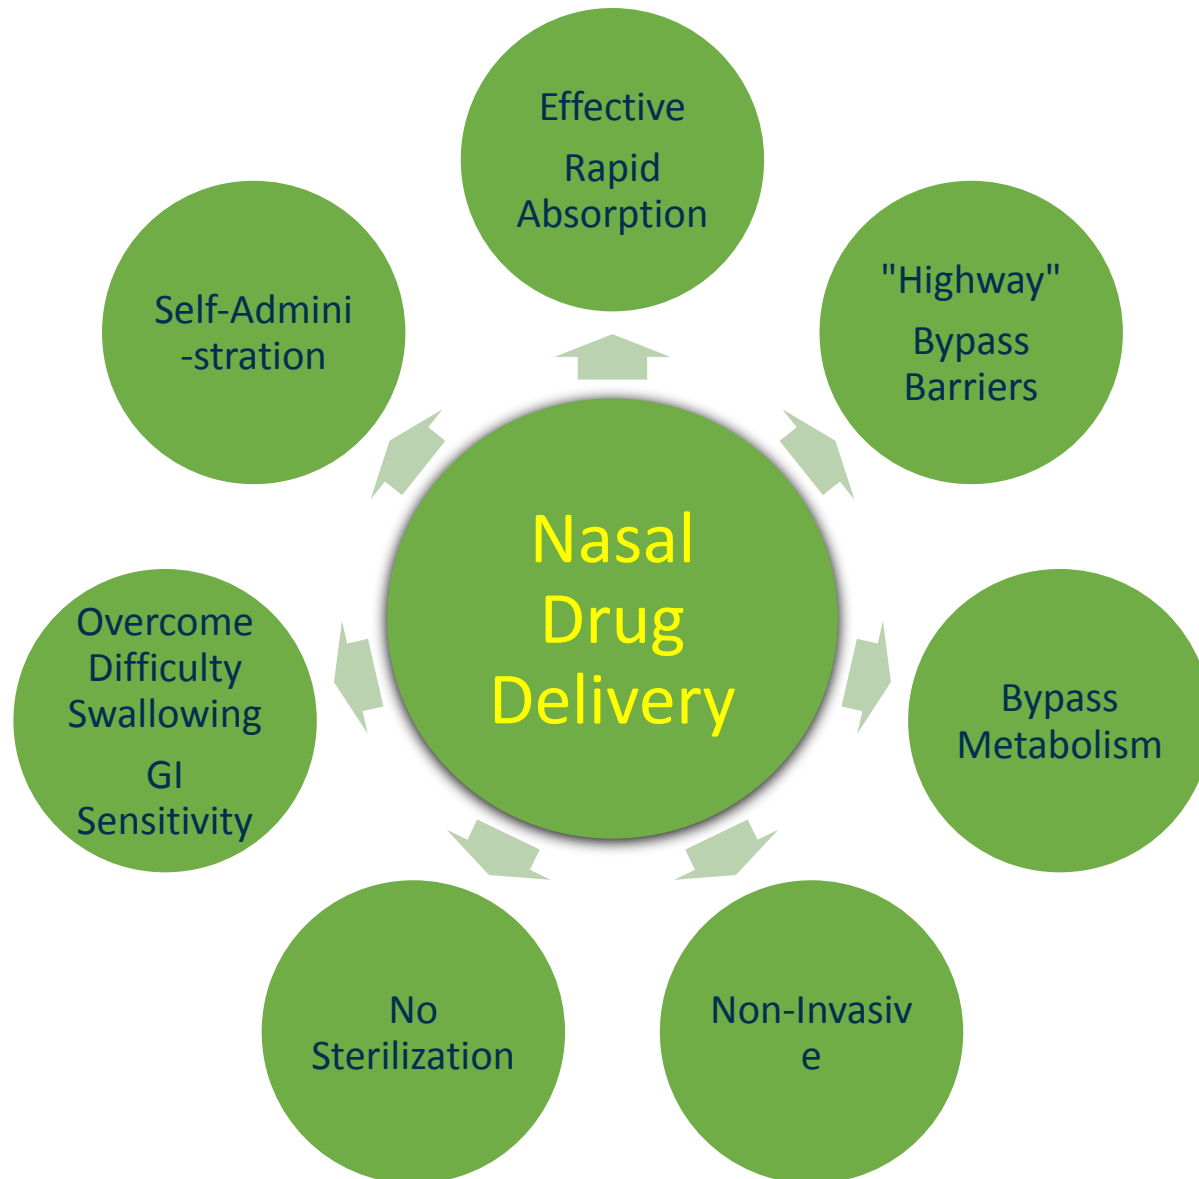 Effective
Rapid
Absorption
"Highway"
Bypass
Barriers
Bypass
Metabolism
Non-Invasiv
e
No
Sterilization
Overcome
Difficulty
Swallowing
GI
Sensitivity
Self-Admini
-stration
Nasal
Drug
Delivery